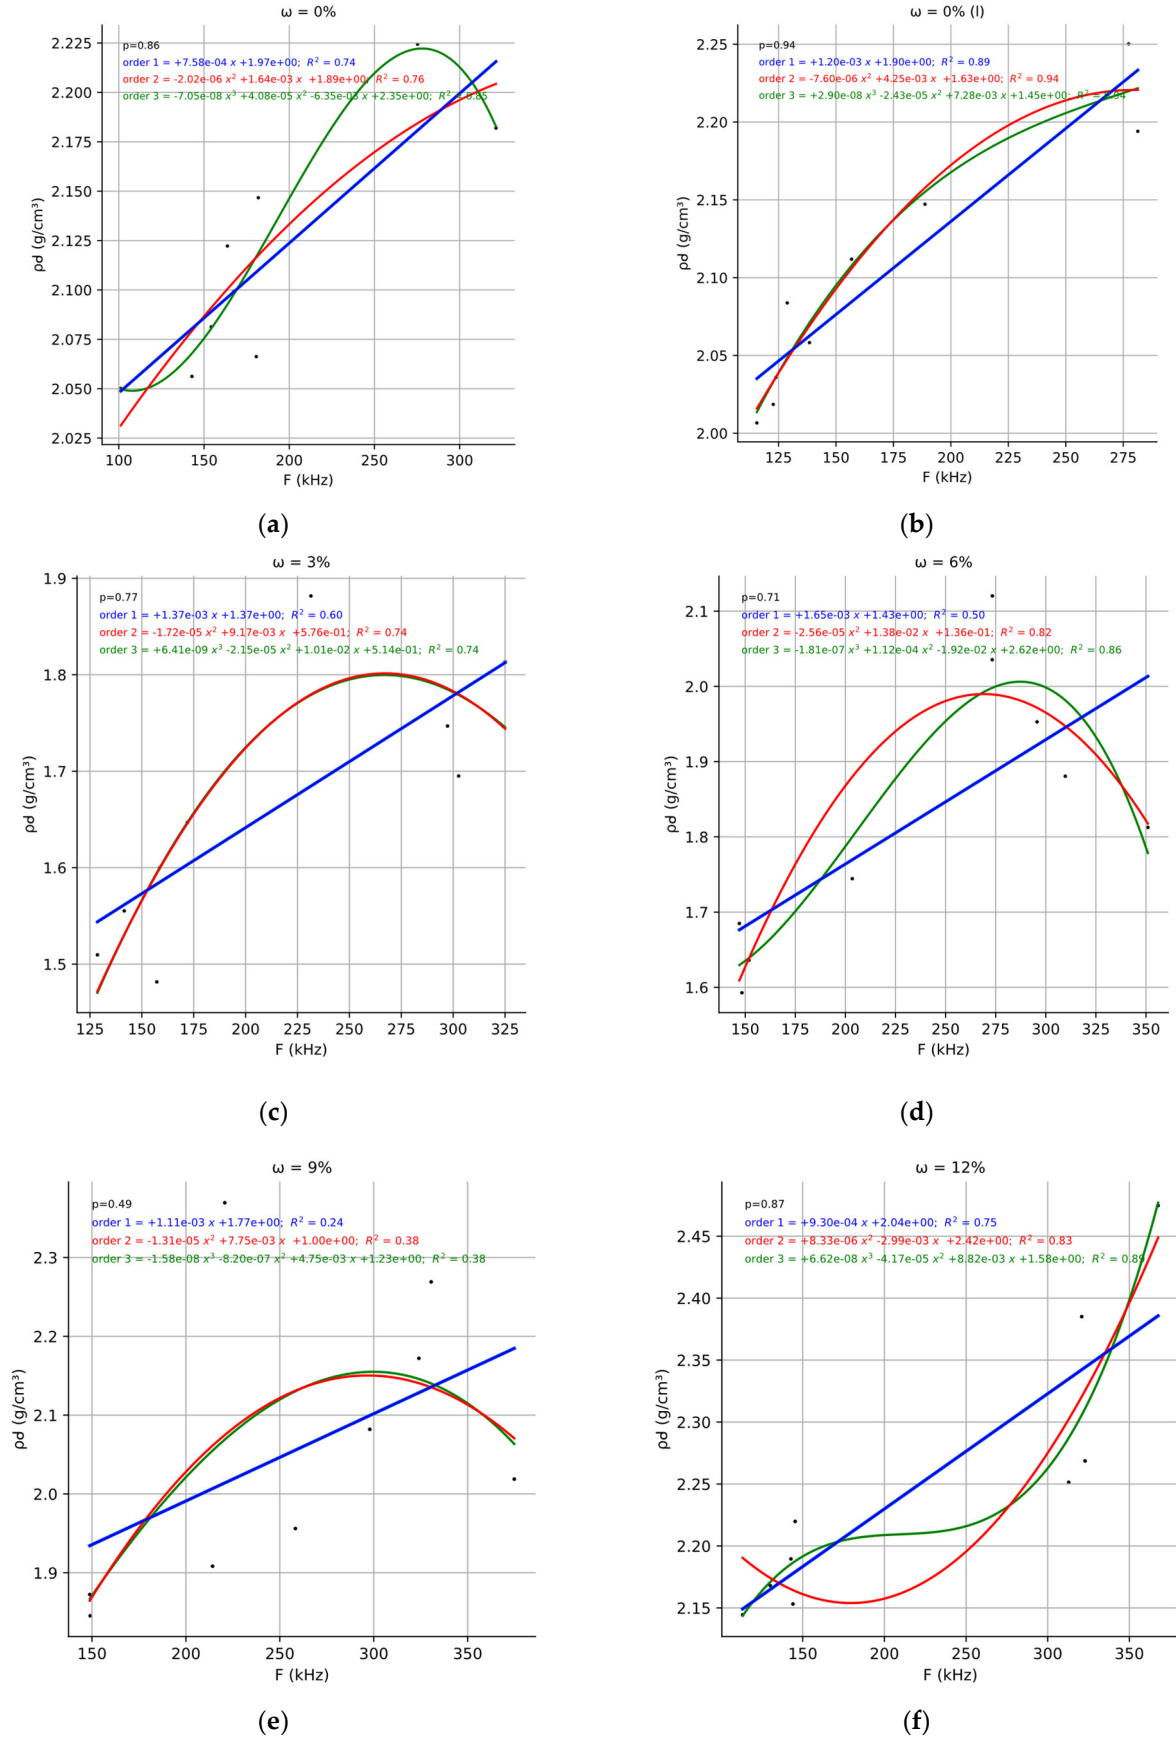 ω = 0%
p=0.86
order 1 = +7.58e-04 x +1.97e+00; R² = 0.74
order 2 = -2.02e-06 x² +1.64e-03 x +1.89e+00; R² = 0.76
order 3 = -7.05e-08 x³ +4.08e-05 x² -6.35e-03 x +2.35e+00; R² = 0.85
2.225
2.200
2.175
2.150
2.125
2.100
2.075
2.050
2.025
ρd (g/cm³)
100 150 200 250 300
F (kHz)
(a)
ω = 0% (l)
p=0.94
order 1 = +1.20e-03 x +1.90e+00; R² = 0.89
order 2 = -7.60e-06 x² +4.25e-03 x +1.63e+00; R² = 0.94
order 3 = +2.90e-08 x³ -2.43e-05 x² +7.28e-03 x +1.45e+00; R² = 0.94
2.25
2.20
2.15
2.10
2.05
2.00
ρd (g/cm³)
125 150 175 200 225 250 275
F (kHz)
(b)
ω = 3%
p=0.77
order 1 = +1.37e-03 x +1.37e+00; R² = 0.60
order 2 = -1.72e-05 x² +9.17e-03 x +5.76e-01; R² = 0.74
order 3 = +6.41e-09 x³ -2.15e-05 x² +1.01e-02 x +5.14e-01; R² = 0.74
1.9
1.8
1.7
1.6
1.5
ρd (g/cm³)
125 150 175 200 225 250 275 300 325
F (kHz)
(c)
ω = 6%
p=0.71
order 1 = +1.65e-03 x +1.43e+00; R² = 0.50
order 2 = -2.56e-05 x² +1.38e-02 x +1.36e-01; R² = 0.82
order 3 = -1.81e-07 x³ +1.12e-04 x² -1.92e-02 x +2.62e+00; R² = 0.86
2.1
2.0
1.9
1.8
1.7
1.6
ρd (g/cm³)
150 175 200 225 250 275 300 325 350
F (kHz)
(d)
ω = 9%
p=0.49
order 1 = +1.11e-03 x +1.77e+00; R² = 0.24
order 2 = -1.31e-05 x² +7.75e-03 x +1.00e+00; R² = 0.38
order 3 = -1.58e-08 x³ -8.20e-07 x² +4.75e-03 x +1.23e+00; R² = 0.38
2.3
2.2
2.1
2.0
1.9
ρd (g/cm³)
150 200 250 300 350
F (kHz)
(e)
ω = 12%
p=0.87
order 1 = +9.30e-04 x +2.04e+00; R² = 0.75
order 2 = +8.33e-06 x² -2.99e-03 x +2.42e+00; R² = 0.83
order 3 = +6.62e-08 x³ -4.17e-05 x² +8.82e-03 x +1.58e+00; R² = 0.89
2.45
2.40
2.35
2.30
2.25
2.20
2.15
ρd (g/cm³)
150 200 250 300 350
F (kHz)
(f)